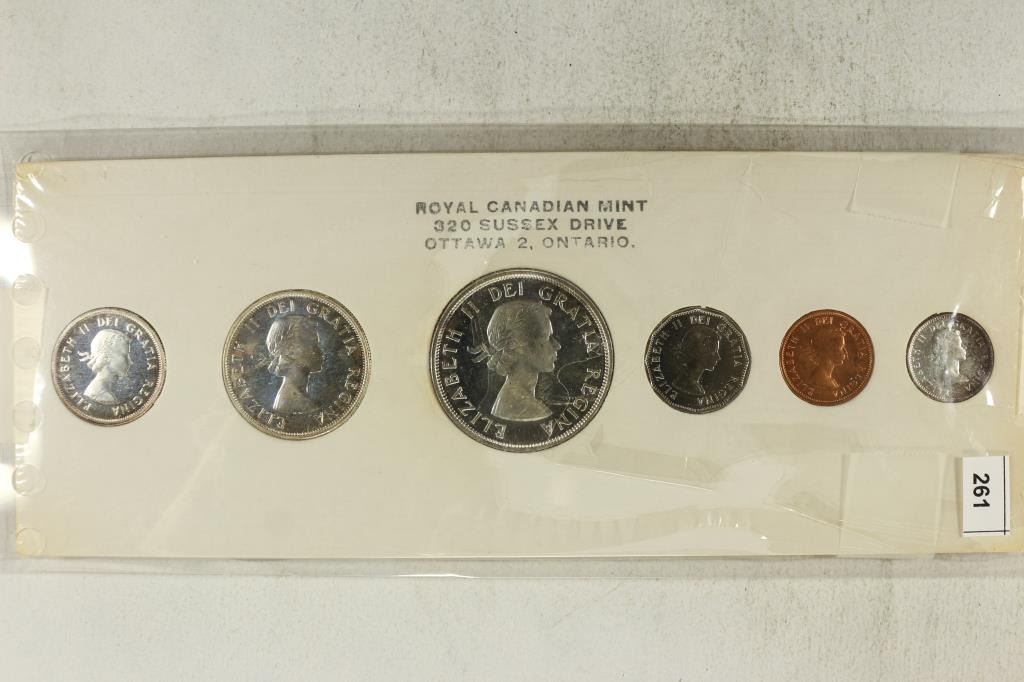 ROYAL CANADIAN MINT
320 SUSSEX DRIVE
OTTAWA 2, ONTARIO.
ELIZABETH II DEI GRATIA REGINA
ELIZABETH II DEI GRATIA REGINA
ELIZABETH II DEI GRATIA REGINA
ELIZABETH II DEI GRATIA REGINA
ELIZABETH II DEI GRATIA REGINA
ELIZABETH II DEI GRATIA REGINA
261